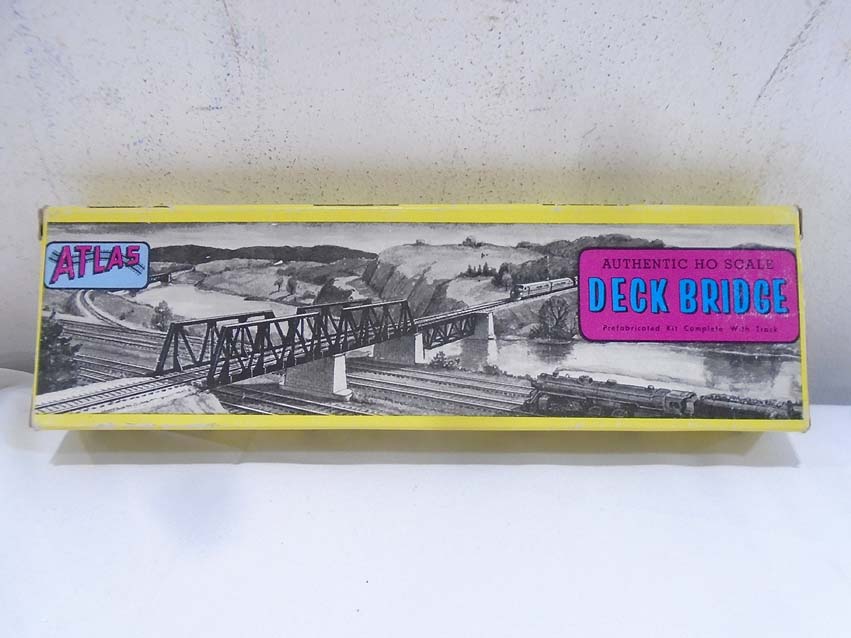 ATLAS
AUTHENTIC HO SCALE
DECK BRIDGE
Prefabricated Kit Complete With Track